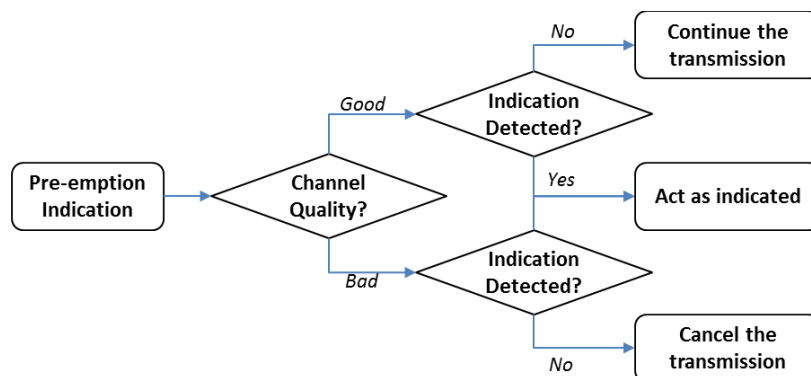 No
Continue the
transmission
Good
Indication
Detected?
Pre-emption
Indication
Channel
Quality?
Yes
Act as indicated
Bad
Indication
Detected?
No
Cancel the
transmission